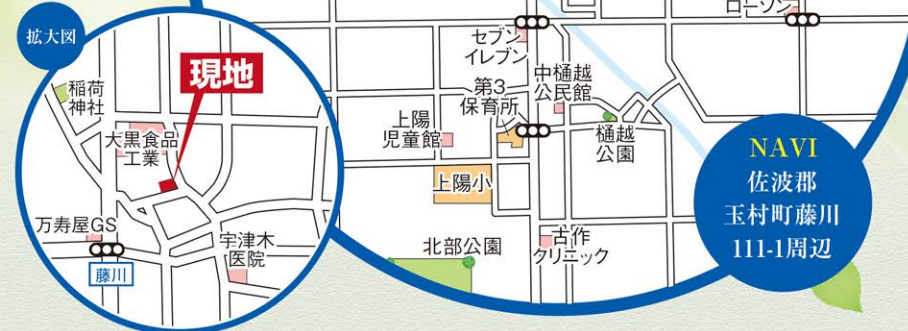 拡大図
現地
稲荷
神社
大黒食品
工業
万寿屋GS
藤川
宇津木
医院
セブン
イレブン
ローソン
第3
保育所
中樋越
公民館
上陽
児童館
樋越
公園
上陽小
北部公園
古作
クリニック
NAVI
佐波郡
玉村町藤川
111-1周辺